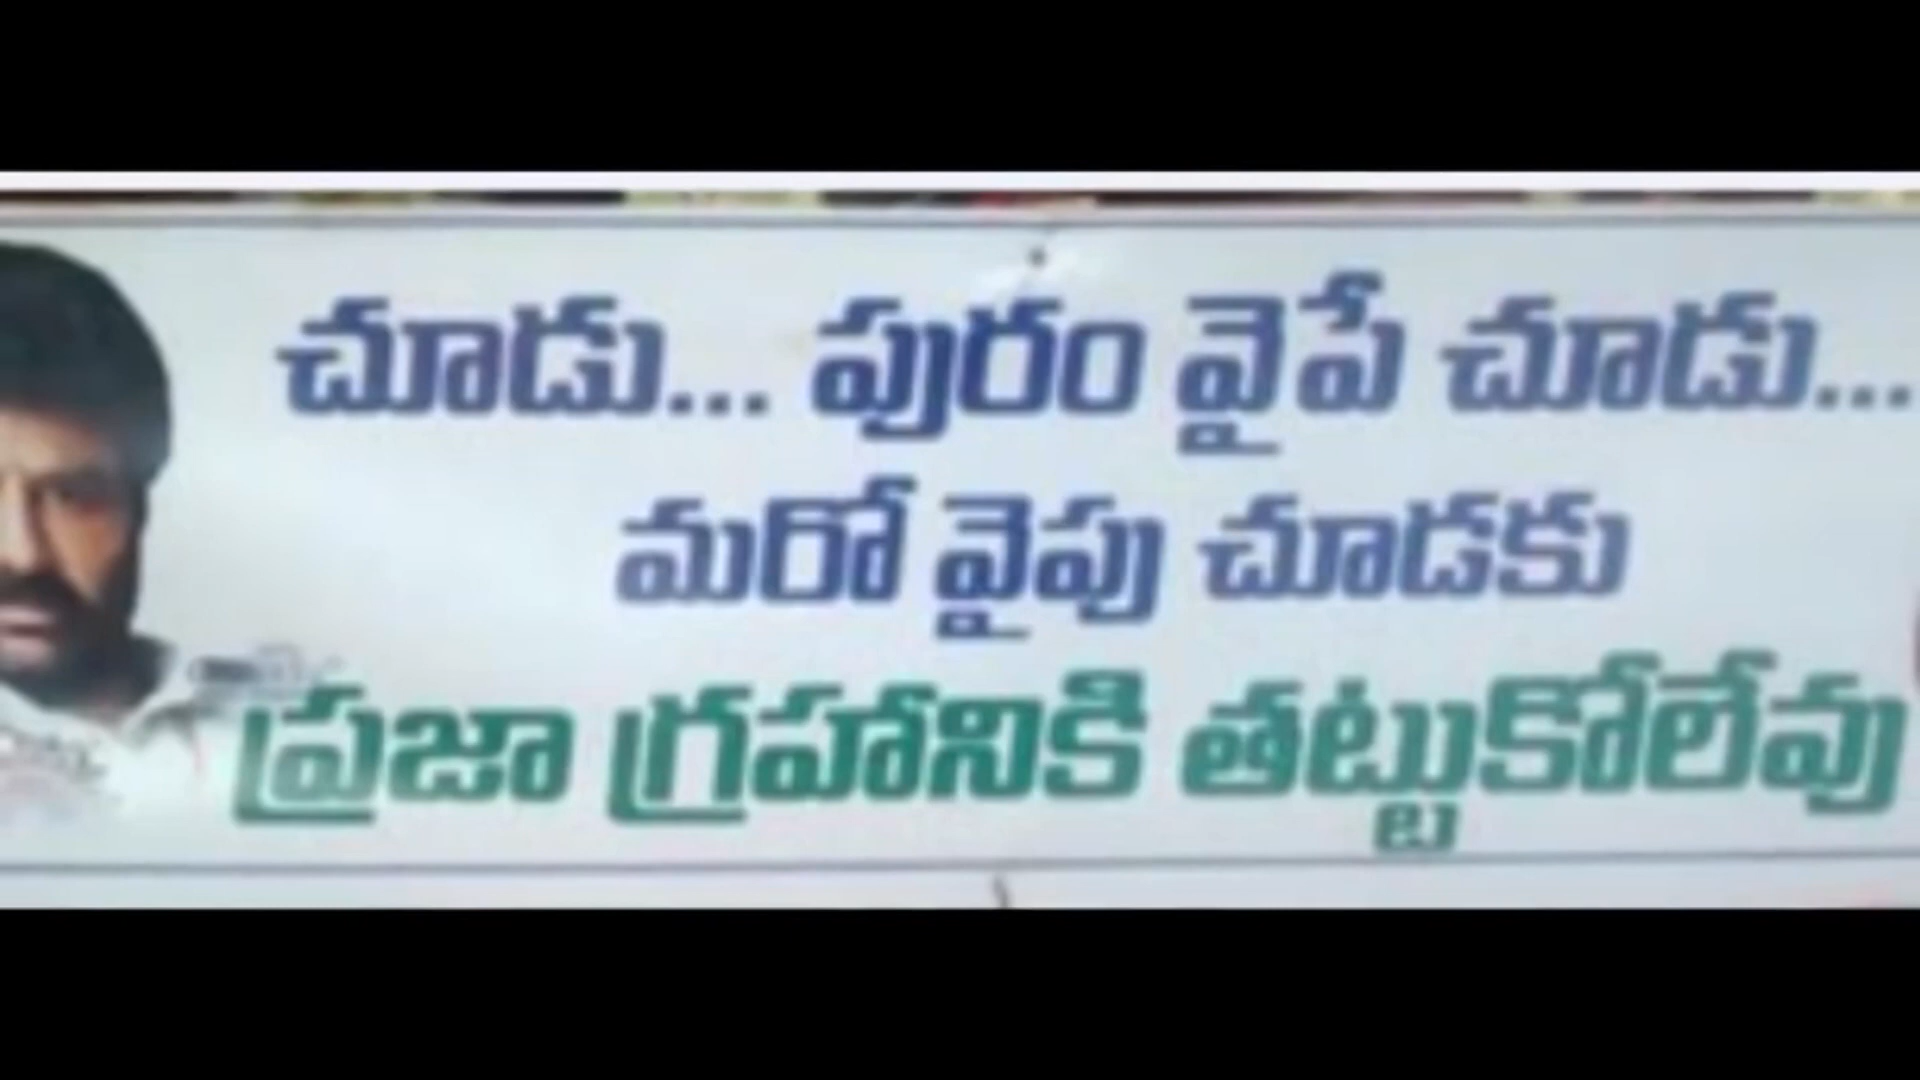 చూడు... పురం వైపే చూడు...
మరో వైపు చూడకు
ప్రజా గ్రహానికి తట్టుకోలేవు